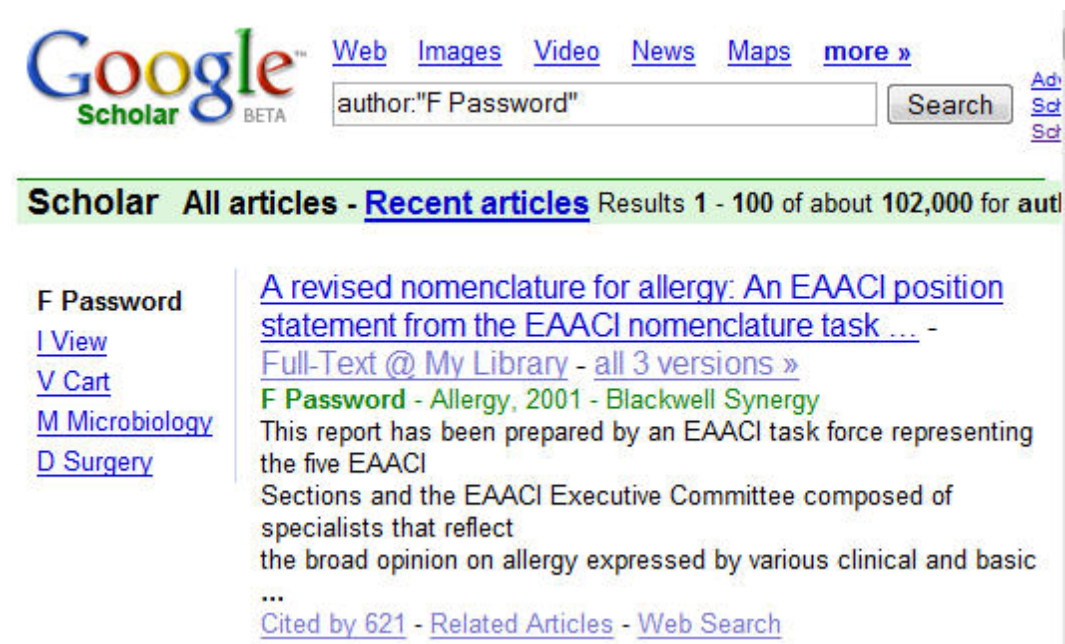 Google™
Scholar BETA
Web Images Video News Maps more »
author:"F Password"
Search
Scholar All articles - Recent articles Results 1 - 100 of about 102,000 for
F Password
I View
V Cart
M Microbiology
D Surgery
A revised nomenclature for allergy: An EAACI position
statement from the EAACI nomenclature task ... -
Full-Text @ My Library - all 3 versions »
F Password - Allergy, 2001 - Blackwell Synergy
This report has been prepared by an EAACI task force representing
the five EAACI
Sections and the EAACI Executive Committee composed of
specialists that reflect
the broad opinion on allergy expressed by various clinical and basic
...
Cited by 621 - Related Articles - Web Search